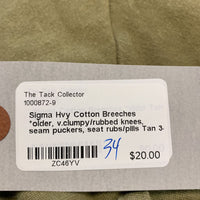 The Tack Collector
1000872-9
Sigma Hvy Cotton Breeches
*older, v.clumpy/rubbed knees,
seam puckers, seat rubs/pills Tan 34
34
$20.00
ZC46YV